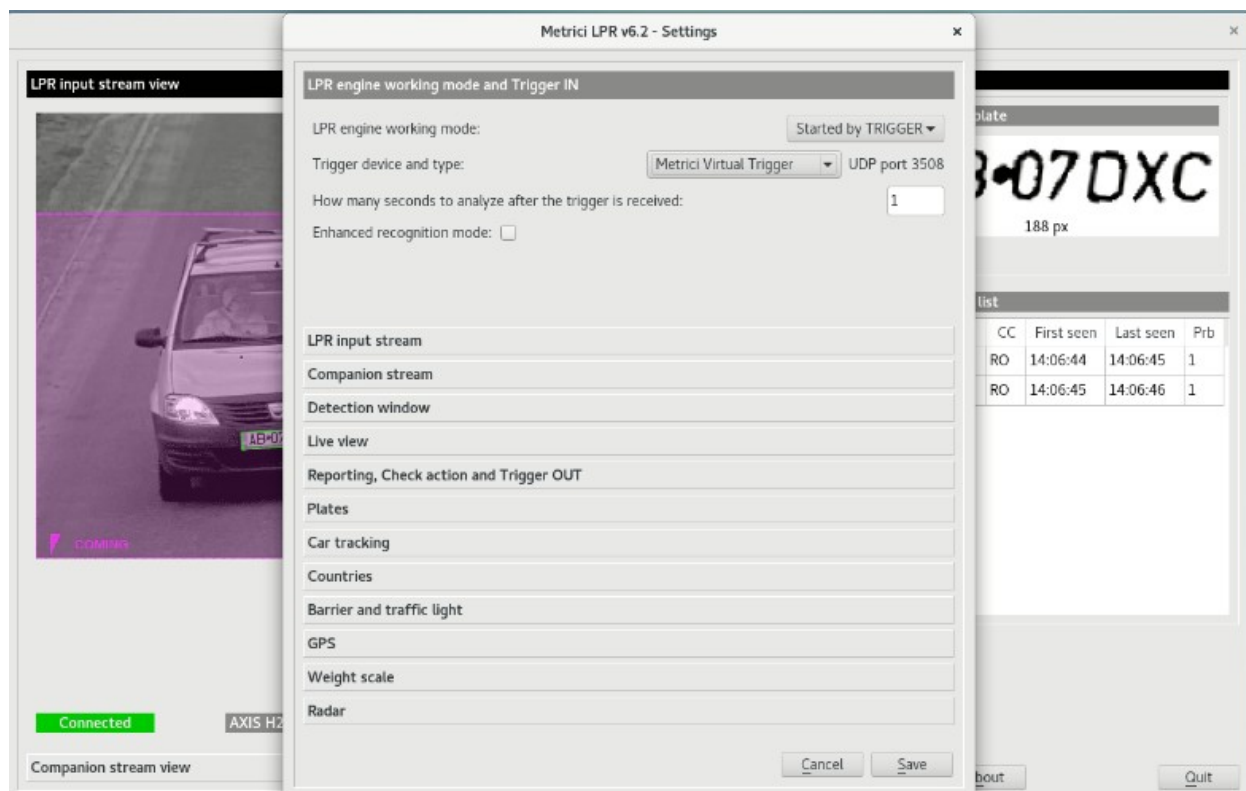 Metrici LPR v6.2 - Settings
LPR input stream view
LPR engine working mode and Trigger IN
LPR engine working mode: Started by TRIGGER
Trigger device and type: Metrici Virtual Trigger UDP port 3508
How many seconds to analyze after the trigger is received: 1
Enhanced recognition mode:
LPR input stream
Companion stream
Detection window
Live view
Reporting, Check action and Trigger OUT
Plates
Car tracking
Countries
Barrier and traffic light
GPS
Weight scale
Radar
Cancel Save
COMING
Connected AXIS
Companion stream view
07 DXC
188 px
list
CC First seen Last seen Prb
RO 14:06:44 14:06:45 1
RO 14:06:45 14:06:46 1
Quit